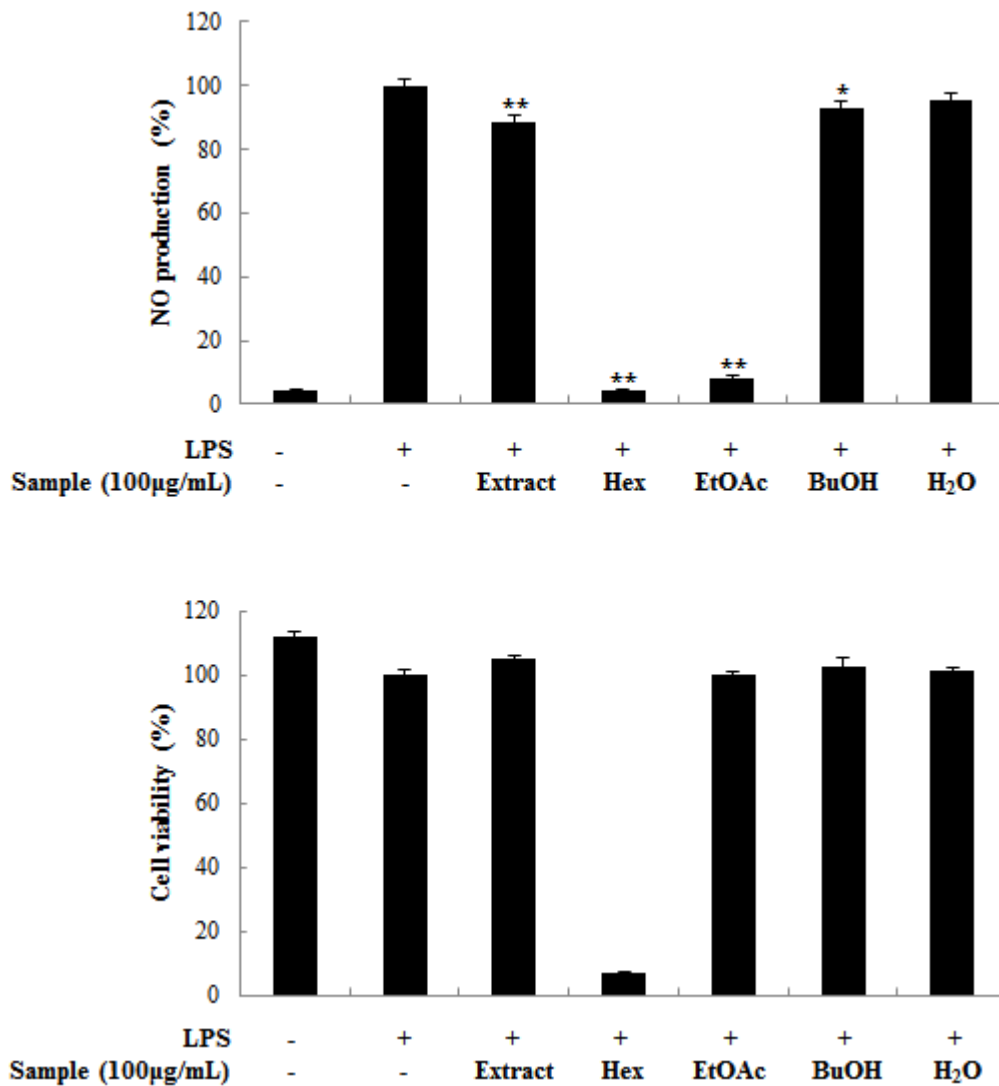 120
100
80
60
40
20
0
NO production (%)
** ** ** *
LPS - + + + + + +
Sample (100µg/mL) - - Extract Hex EtOAc BuOH H₂O
120
100
80
60
40
20
0
Cell viability (%)
LPS - + + + + + +
Sample (100µg/mL) - - Extract Hex EtOAc BuOH H₂O